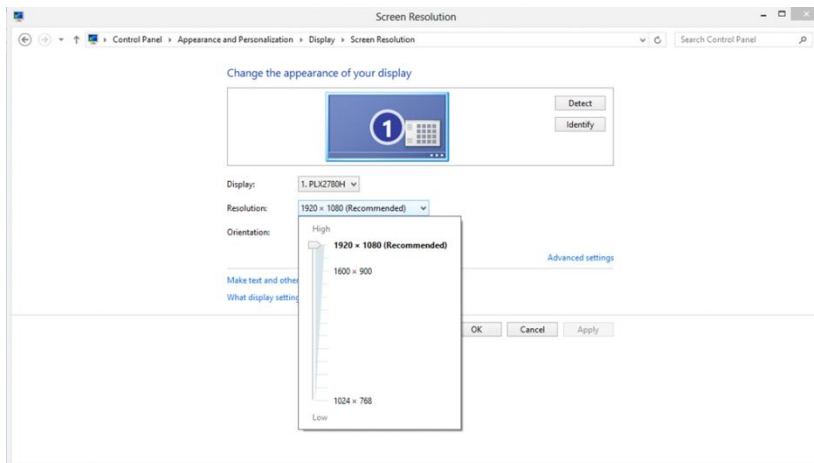 Screen Resolution
Control Panel Appearance and Personalization Display Screen Resolution
Search Control Panel
Change the appearance of your display
1
Detect
Identify
Display: 1. PLX2780H
Resolution: 1920 × 1080 (Recommended)
Orientation:
High
1920 × 1080 (Recommended)
1600 × 900
1024 × 768
Low
Advanced settings
Make text and other
What display setting
OK Cancel Apply